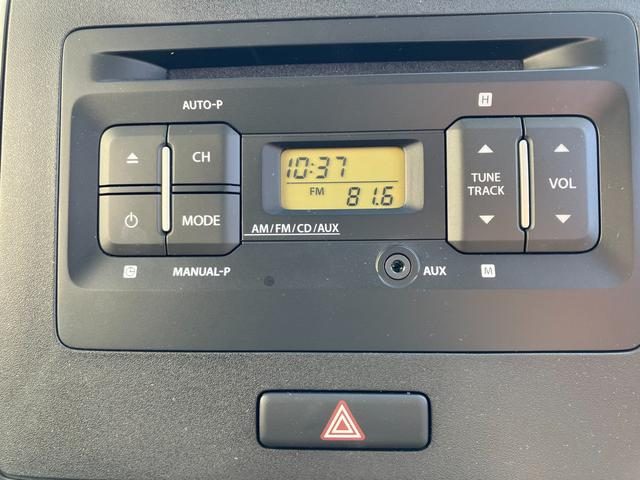 AUTO-P
H
CH
TUNE
TRACK
VOL
10:37
FM
81.6
MODE
AM/FM/CD/AUX
C
MANUAL-P
AUX
M